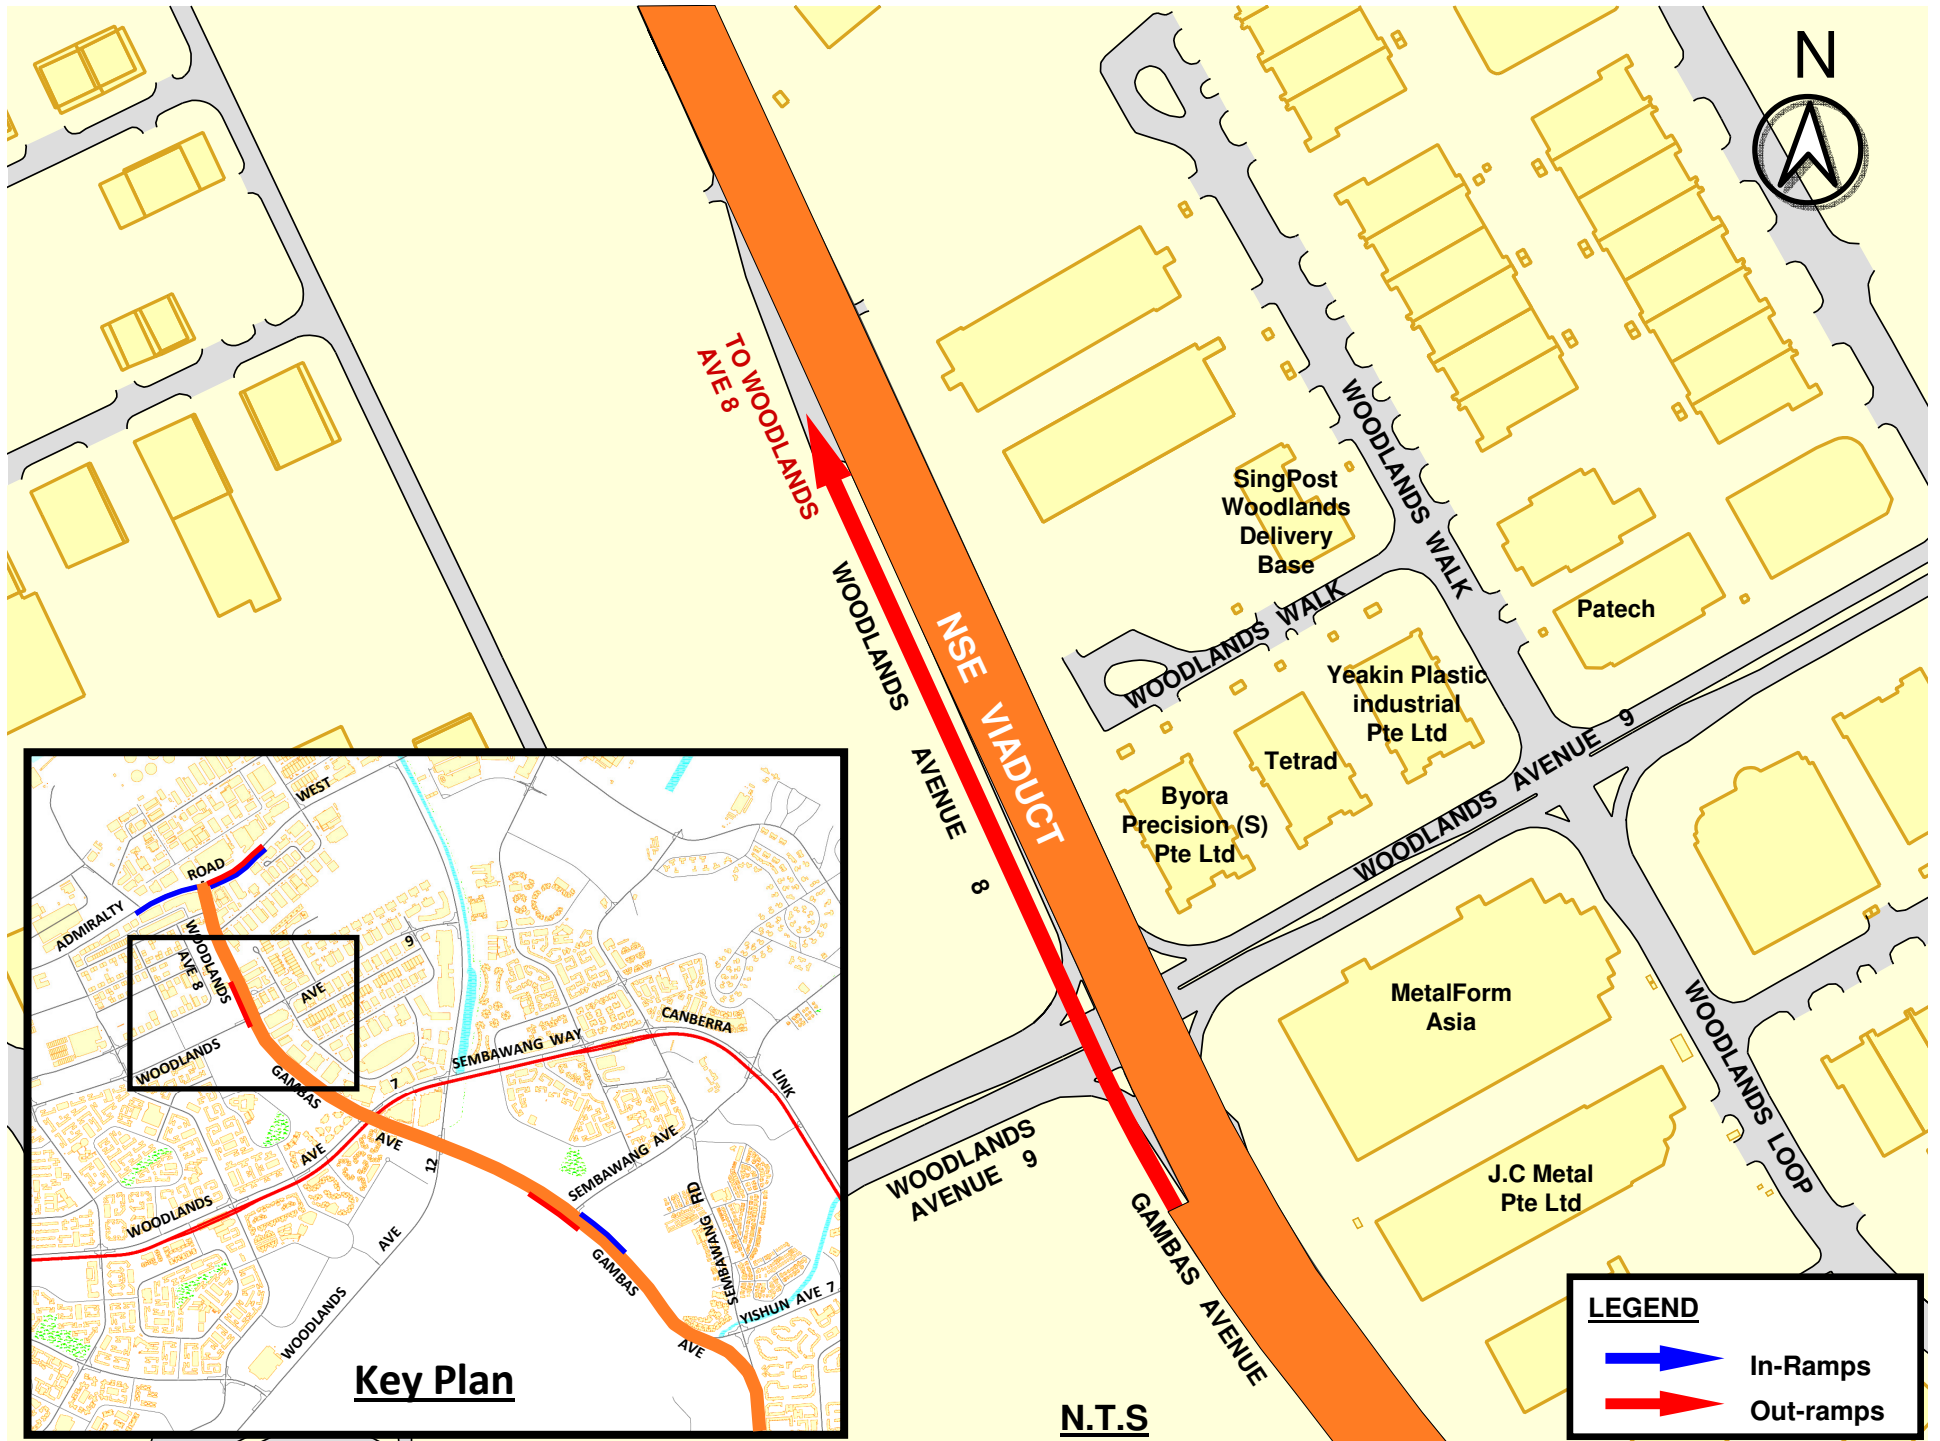 N
TO WOODLANDS
AVE 8
WOODLANDS AVENUE 8
NSE VIADUCT
WOODLANDS WALK
SingPost
Woodlands
Delivery
Base
WOODLANDS WALK
Patech
Yeakin Plastic
industrial
Pte Ltd
Tetrad
Byora
Precision (S)
Pte Ltd
WOODLANDS AVENUE 9
MetalForm
Asia
WOODLANDS LOOP
J.C Metal
Pte Ltd
WOODLANDS
AVENUE 9
GAMBAS AVENUE
WEST
ROAD
ADMIRALTY
WOODLANDS
AVE 8
9
AVE
WOODLANDS
GAMBAS
7
AVE
AVE
WOODLANDS
SEMBAWANG WAY
CANBERRA
LINK
12
AVE
WOODLANDS
SEMBAWANG AVE
SEMBAWANG RD
GAMBAS
AVE
YISHUN AVE 7
Key Plan
N.T.S
LEGEND
In-Ramps
Out-ramps